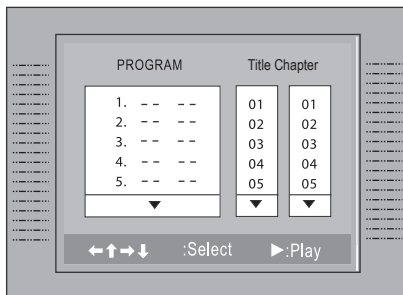 PROGRAM Title Chapter
1. -- -- 01 01
2. -- -- 02 02
3. -- -- 03 03
4. -- -- 04 04
5. -- -- 05 05
▼ ▼ ▼
←↑→↓ :Select ►:Play